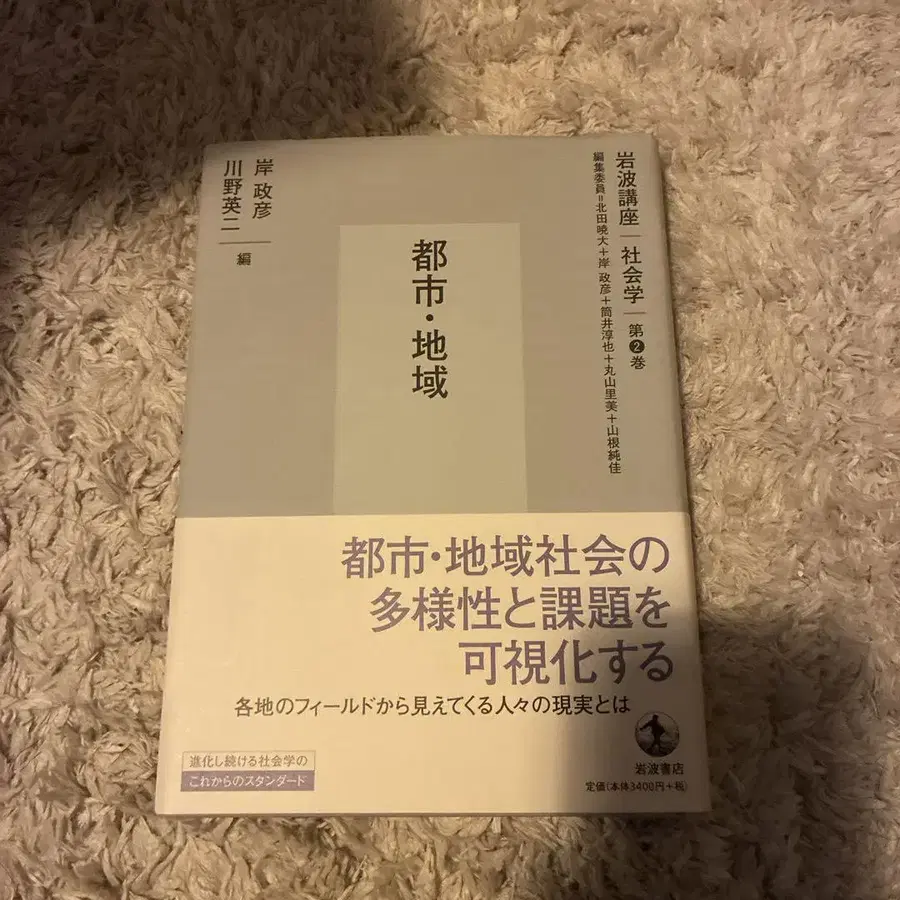 岩波講座 社会学 第2巻
編集委員=北田暁大+岸 政彦+筒井淳也+丸山里美+山根純佳
都市・地域
岸 政彦
川野英二 編
都市・地域社会の
多様性と課題を
可視化する
各地のフィールドから見えてくる人々の現実とは
進化し続ける社会学の
これからのスタンダード
岩波書店
定価(本体3400円+税)